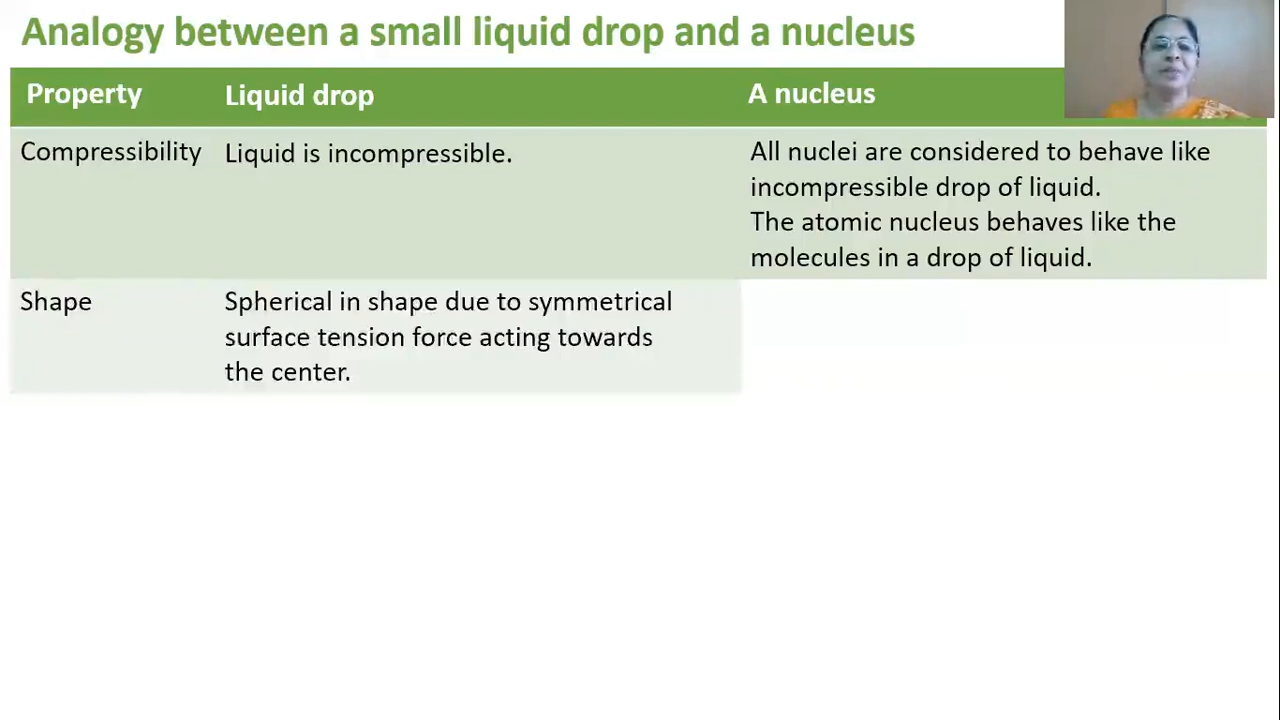 Analogy between a small liquid drop and a nucleus
Property
Liquid drop
A nucleus
Compressibility
Liquid is incompressible.
All nuclei are considered to behave like
incompressible drop of liquid.
The atomic nucleus behaves like the
molecules in a drop of liquid.
Shape
Spherical in shape due to symmetrical
surface tension force acting towards
the center.